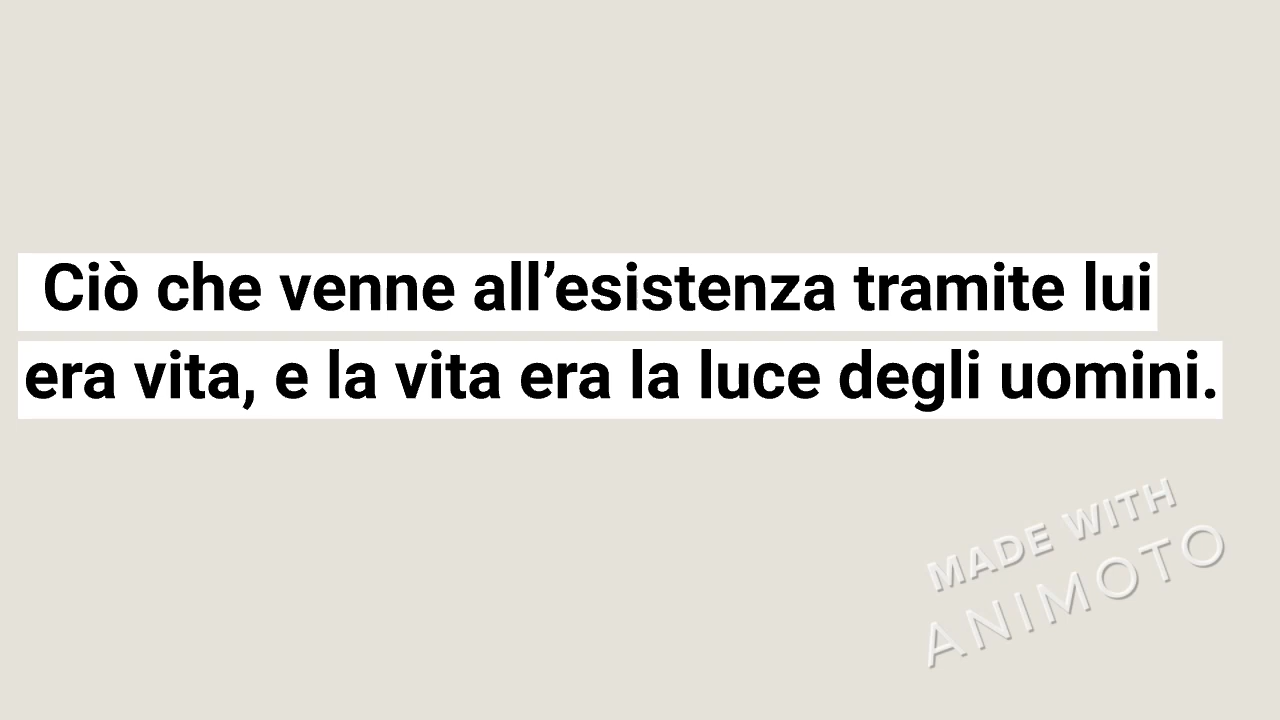 Ciò che venne all’esistenza tramite lui
era vita, e la vita era la luce degli uomini.
MADE WITH
ANIMOTO